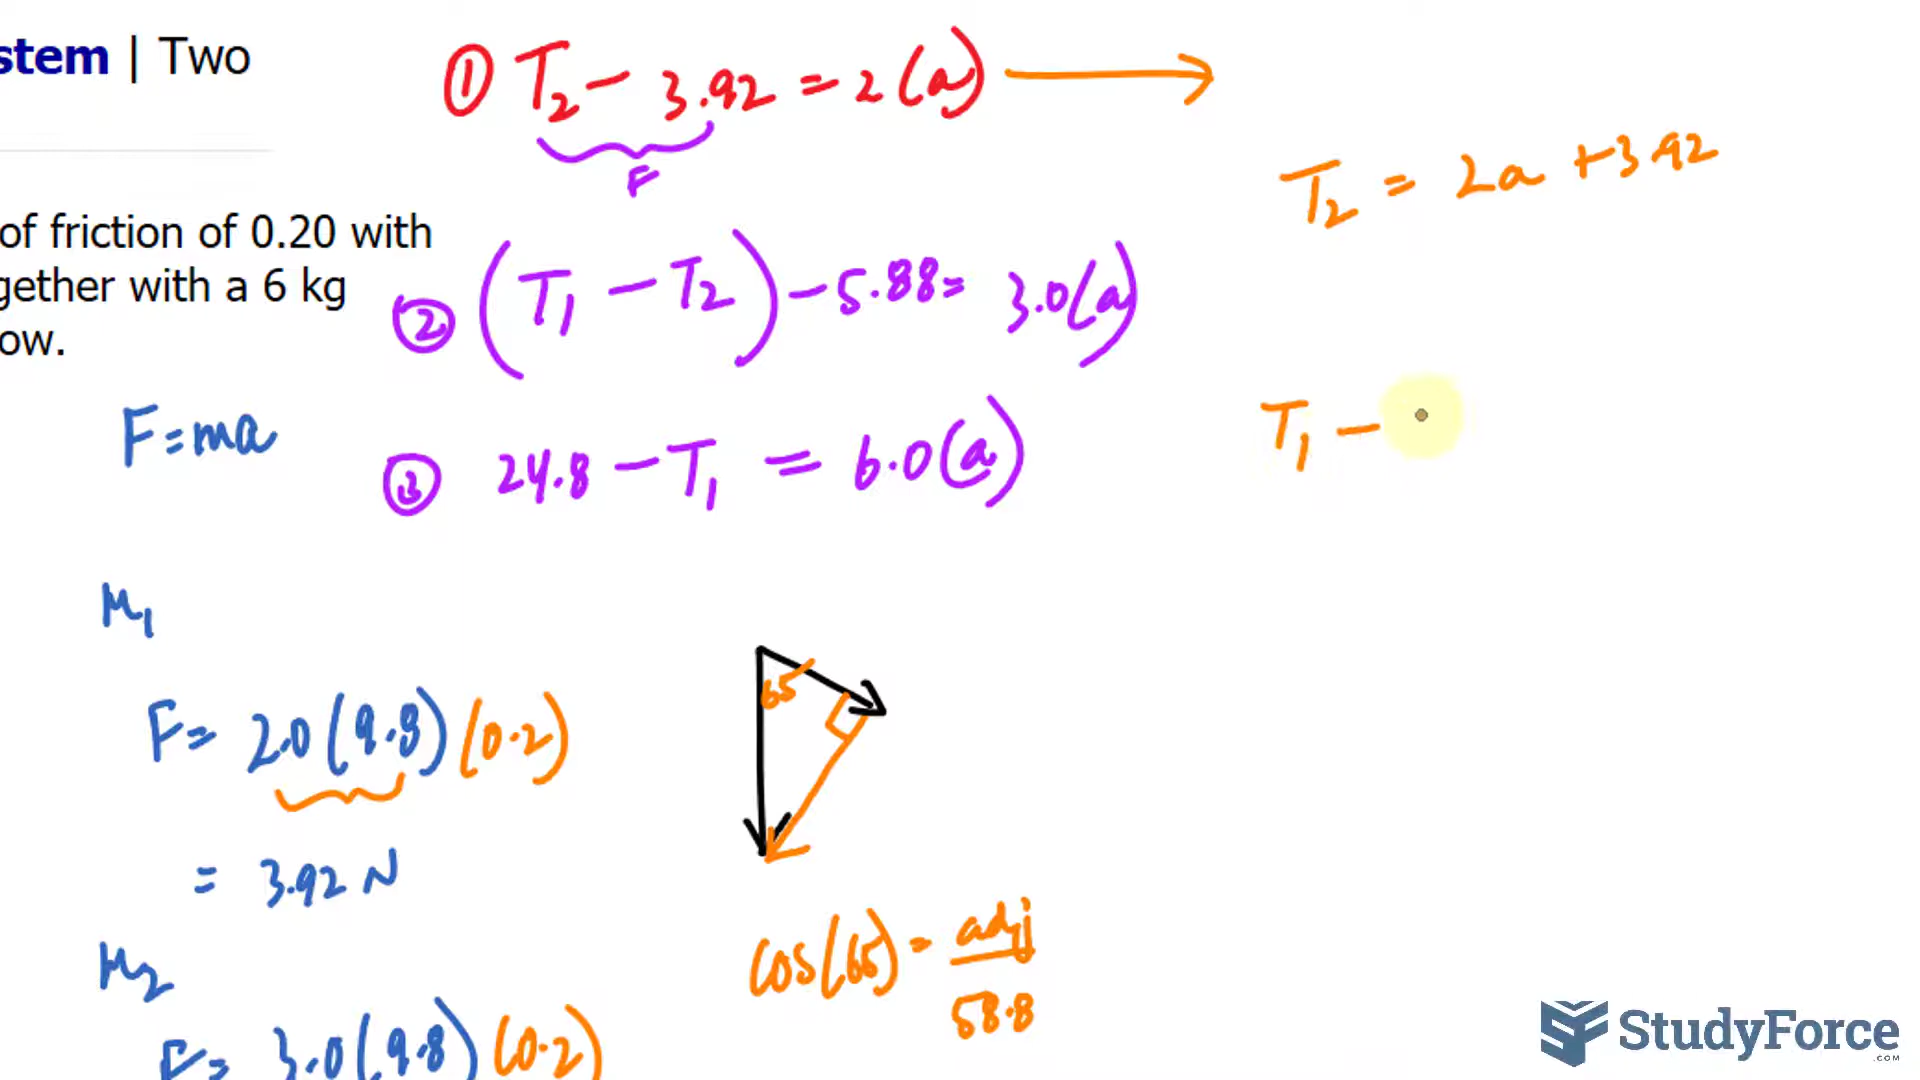 stem | Two
① T₂ − 3.92 = 2 (a)
F
T₂ = 2a + 3.92
of friction of 0.20 with
gether with a 6 kg
ow.
② (T₁ − T₂) − 5.88 = 3.0(a)
F = ma
③ 24.8 − T₁ = 6.0(a)
T₁ −
M₁
F = 2.0(9.8)(0.2)
= 3.92 N
65
cos(65) = adj / 58.8
M₂
F = 3.0(9.8)(0.2)
StudyForce
.COM